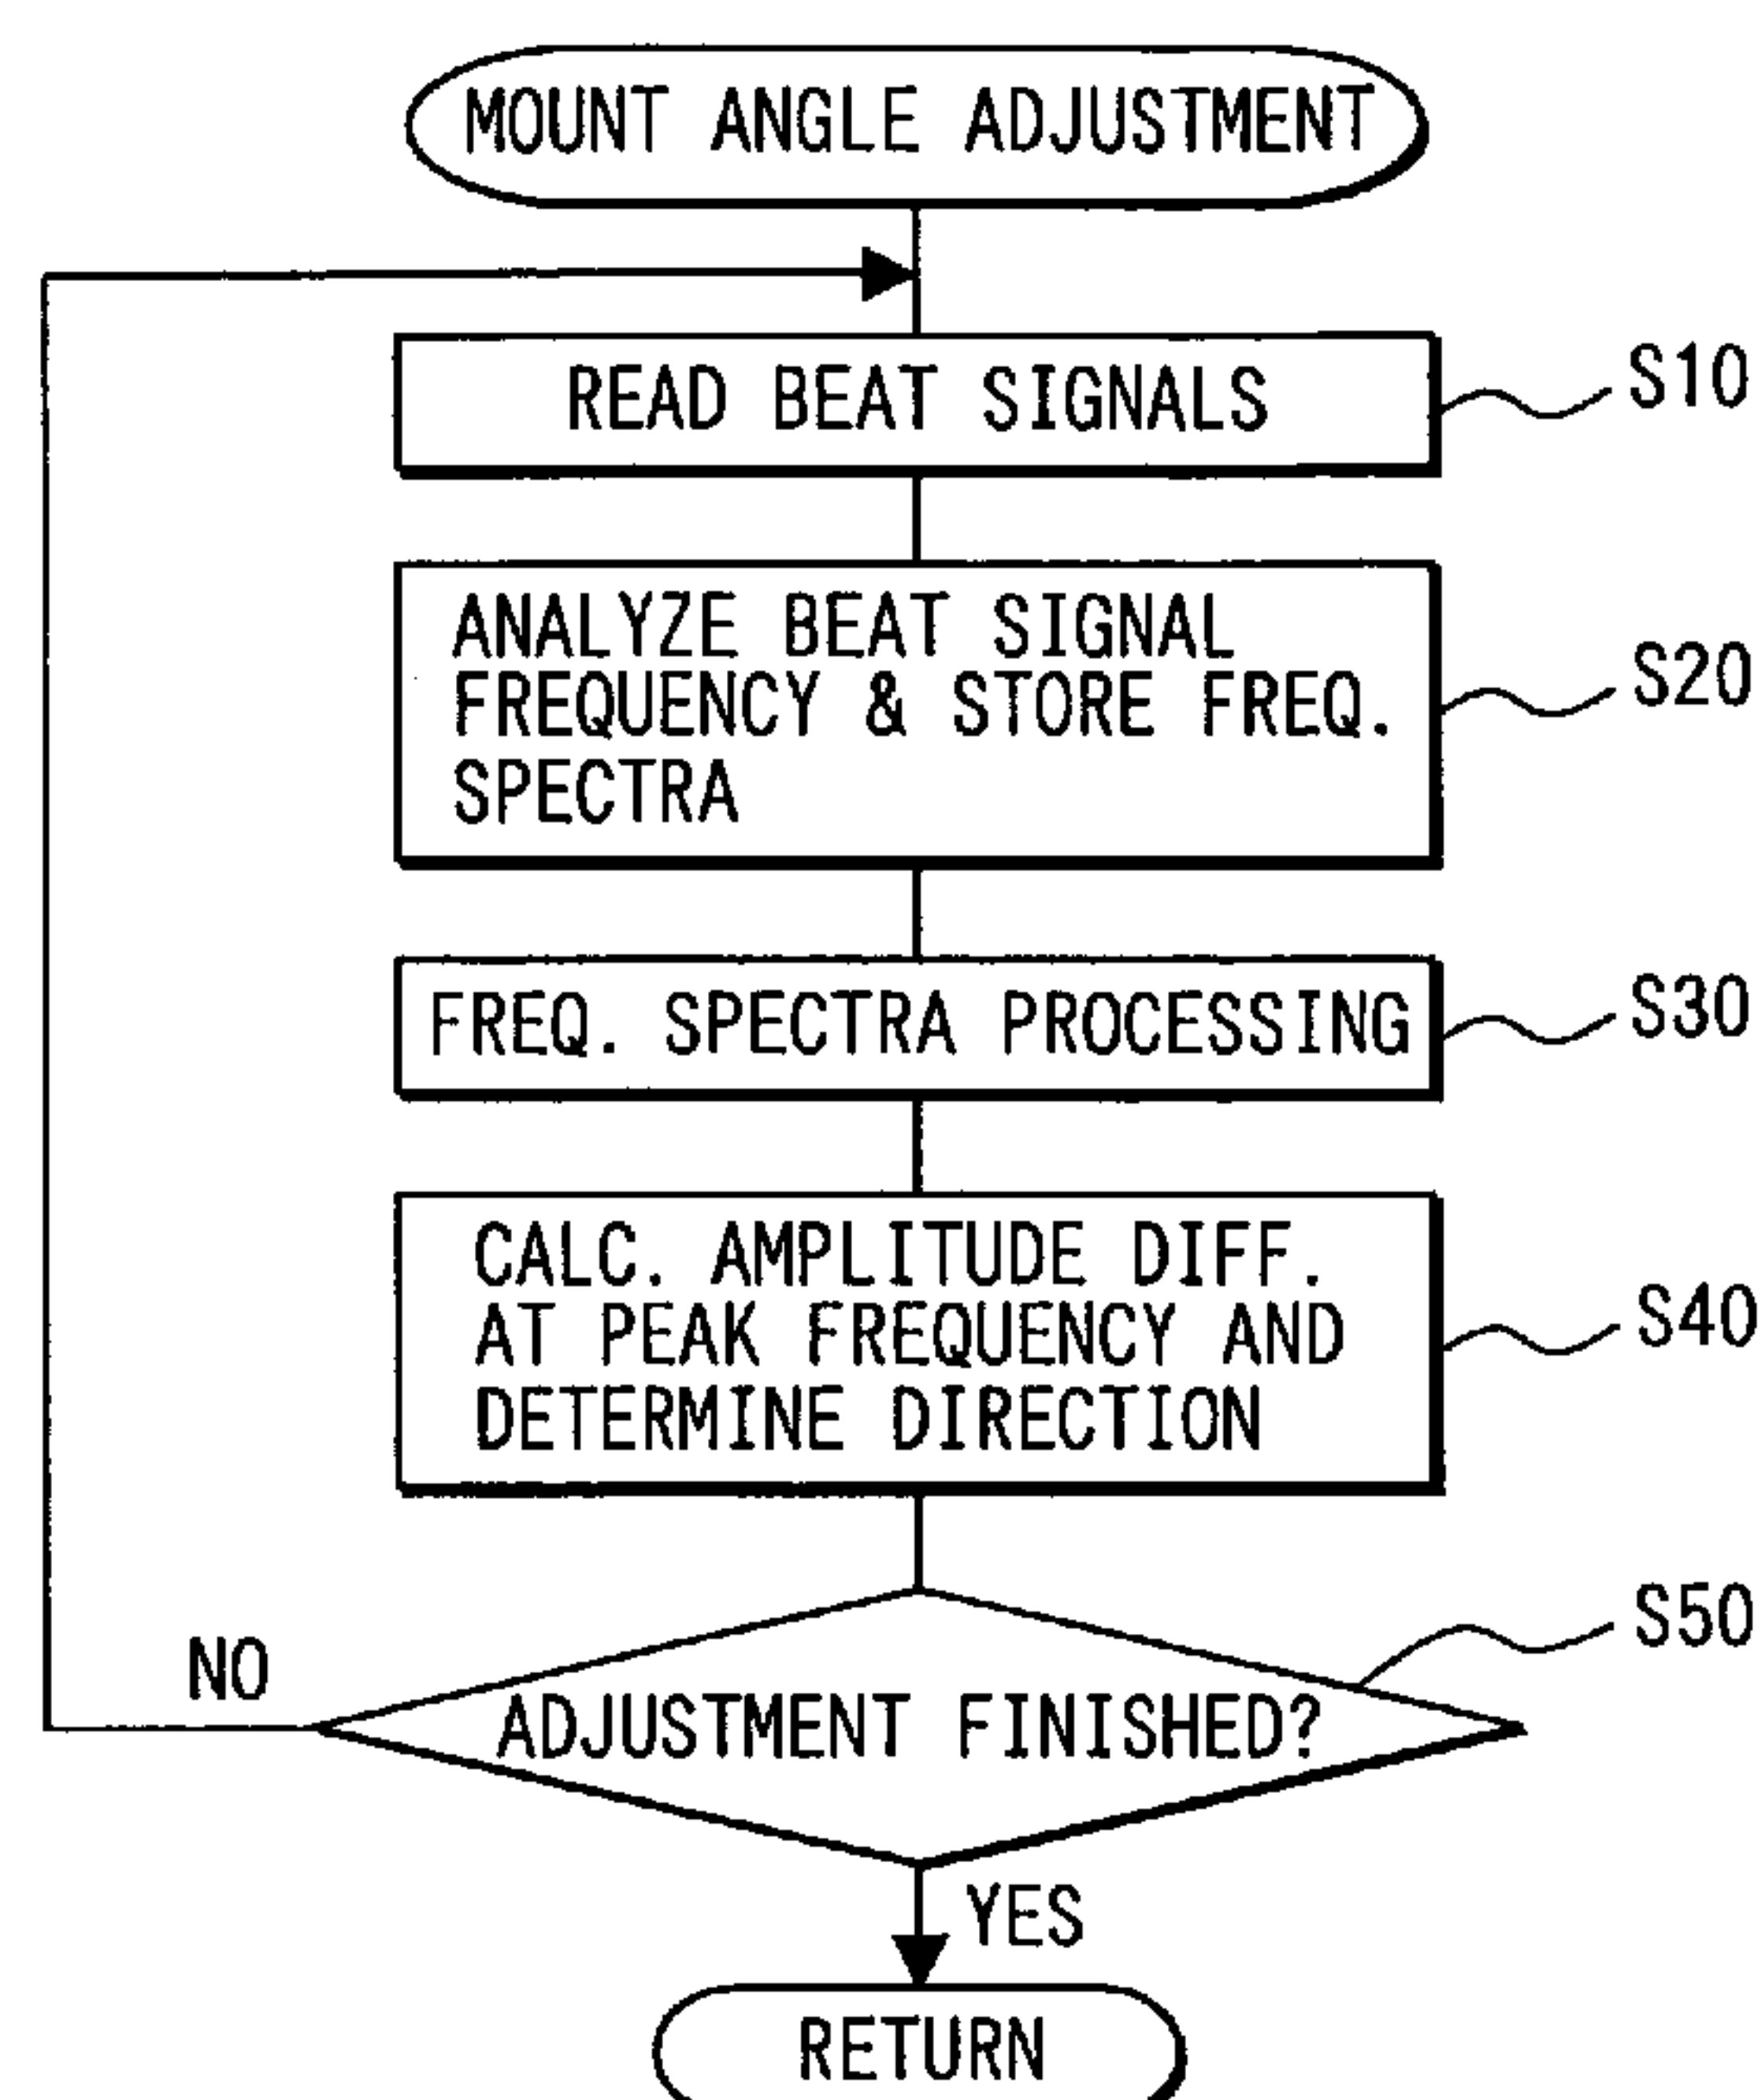 MOUNT ANGLE ADJUSTMENT
READ BEAT SIGNALS
S10
ANALYZE BEAT SIGNAL
FREQUENCY & STORE FREQ.
SPECTRA
S20
FREQ. SPECTRA PROCESSING
S30
CALC. AMPLITUDE DIFF.
AT PEAK FREQUENCY AND
DETERMINE DIRECTION
S40
S50
NO
ADJUSTMENT FINISHED?
YES
RETURN